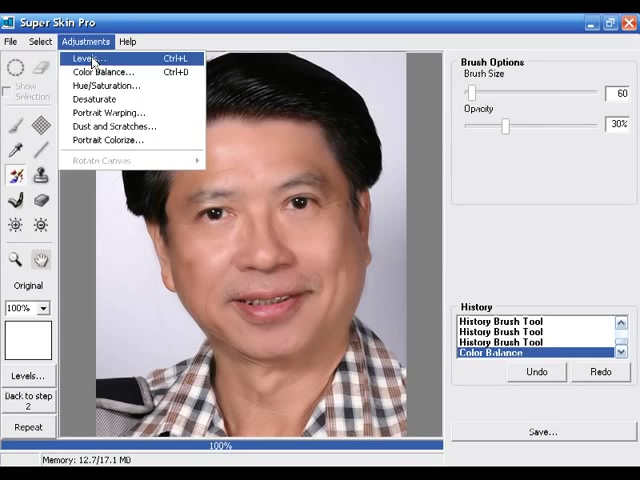 Super Skin Pro
File Select Adjustments Help
Levels... Ctrl+L
Color Balance... Ctrl+D
Hue/Saturation...
Desaturate
Portrait Warping...
Dust and Scratches...
Portrait Colorize...
Rotate Canvas
Show
Selection
Original
100%
Levels...
Back to step
2
Repeat
Brush Options
Brush Size
60
Opacity
30%
History
History Brush Tool
History Brush Tool
History Brush Tool
Color Balance
Undo Redo
Save...
100%
Memory: 12.7/17.1 MD